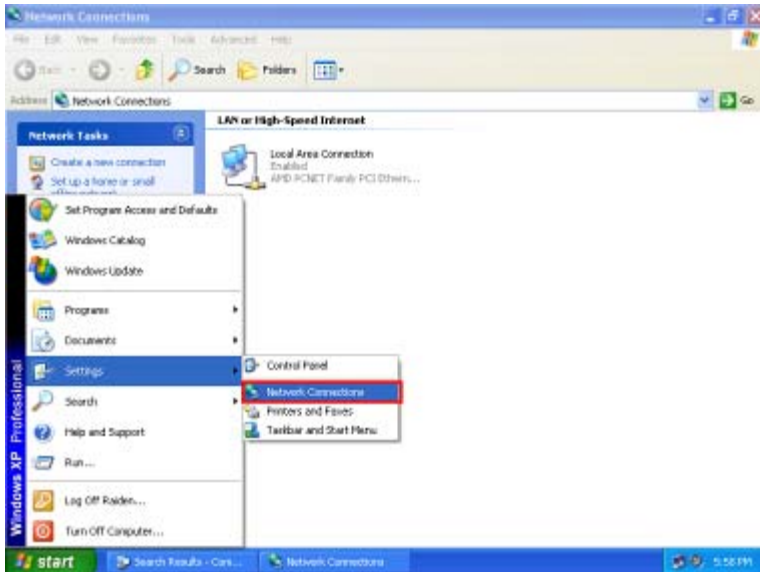 Network Connections
File Edit View Favorites Tools Advanced Help
Back Search Folders
Address Network Connections Go
Network Tasks
Create a new connection
Set up a home or small
LAN or High-Speed Internet
Local Area Connection
Enabled
AMD PCNET Family PCI Ethern...
Set Program Access and Defaults
Windows Catalog
Windows Update
Programs
Documents
Settings
Search
Help and Support
Run...
Log Off Raiden...
Turn Off Computer...
Windows XP Professional
Control Panel
Network Connections
Printers and Faxes
Taskbar and Start Menu
start
Search Results - Com...
Network Connections
5:58 PM